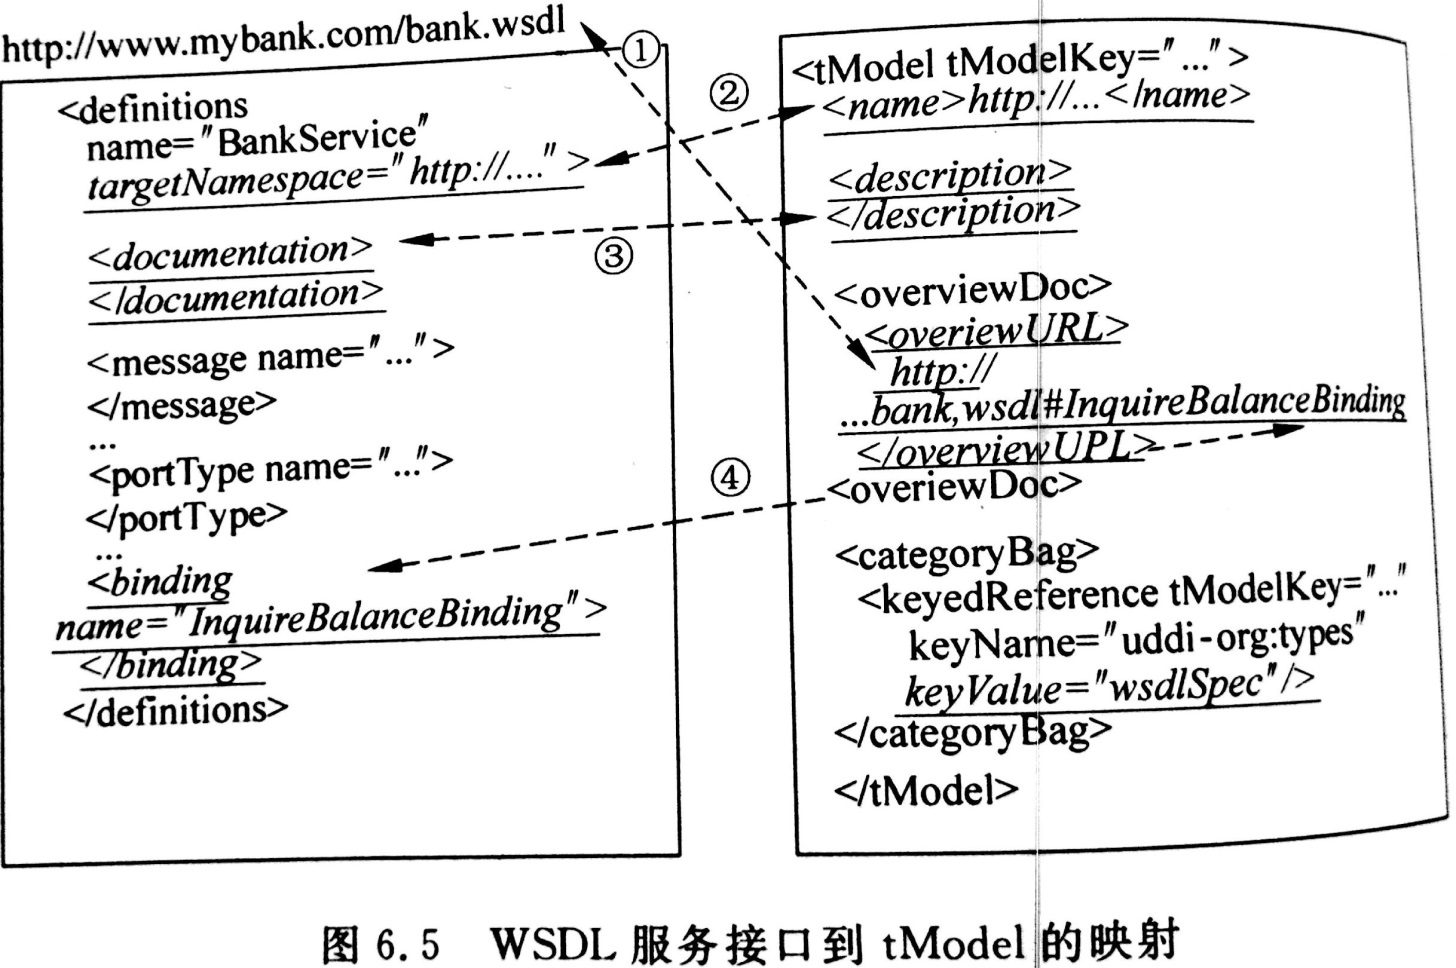 http://www.mybank.com/bank.wsdl
①
<definitions
name="BankService"
targetNamespace="http://....">
<documentation>
</documentation>
<message name="...">
</message>
...
<portType name="...">
</portType>
...
<binding
name="InquireBalanceBinding">
</binding>
</definitions>
②
③
④
<tModel tModelKey="...">
<name>http://...</name>
<description>
</description>
<overviewDoc>
<overiewURL>
http://
...bank,wsdl#InquireBalanceBinding
</overviewUPL>
<overiewDoc>
<categoryBag>
<keyedReference tModelKey="..."
keyName="uddi-org:types"
keyValue="wsdlSpec"/>
</categoryBag>
</tModel>
图 6.5 WSDL 服务接口到 tModel 的映射